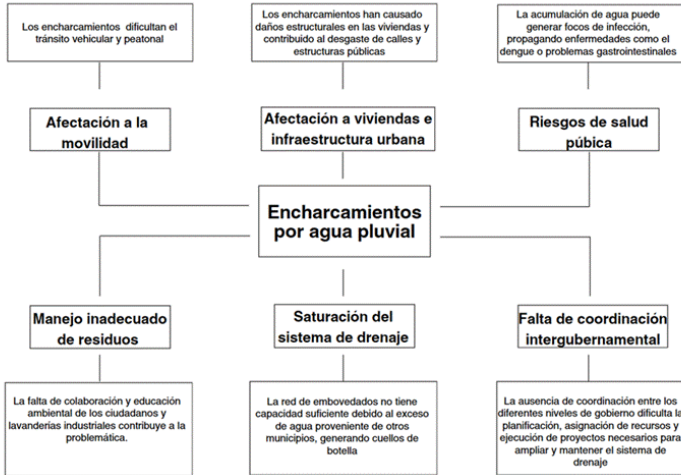 Los encharcamientos dificultan el
tránsito vehicular y peatonal
Los encharcamientos han causado
daños estructurales en las viviendas y
contribuido al desgaste de calles y
estructuras públicas
La acumulación de agua puede
generar focos de infección,
propagando enfermedades como el
dengue o problemas gastrointestinales
Afectación a la
movilidad
Afectación a viviendas e
infraestructura urbana
Riesgos de salud
púbica
Encharcamientos
por agua pluvial
Manejo inadecuado
de residuos
Saturación del
sistema de drenaje
Falta de coordinación
intergubernamental
La falta de colaboración y educación
ambiental de los ciudadanos y
lavanderías industriales contribuye a la
problemática.
La red de embovedados no tiene
capacidad suficiente debido al exceso
de agua proveniente de otros
municipios, generando cuellos de
botella
La ausencia de coordinación entre los
diferentes niveles de gobierno dificulta la
planificación, asignación de recursos y
ejecución de proyectos necesarios para
ampliar y mantener el sistema de
drenaje